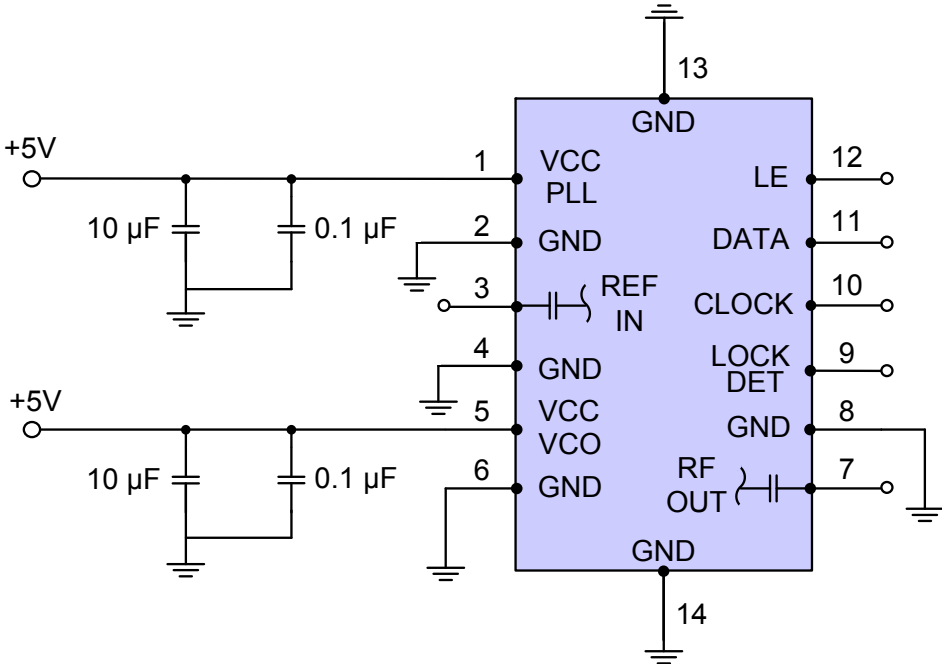 13
GND
+5V
1
VCC
PLL
12
LE
10 µF
0.1 µF
2
GND
11
DATA
3
REF
IN
10
CLOCK
4
GND
9
LOCK
DET
+5V
5
VCC
VCO
8
GND
10 µF
0.1 µF
6
GND
7
RF
OUT
GND
14